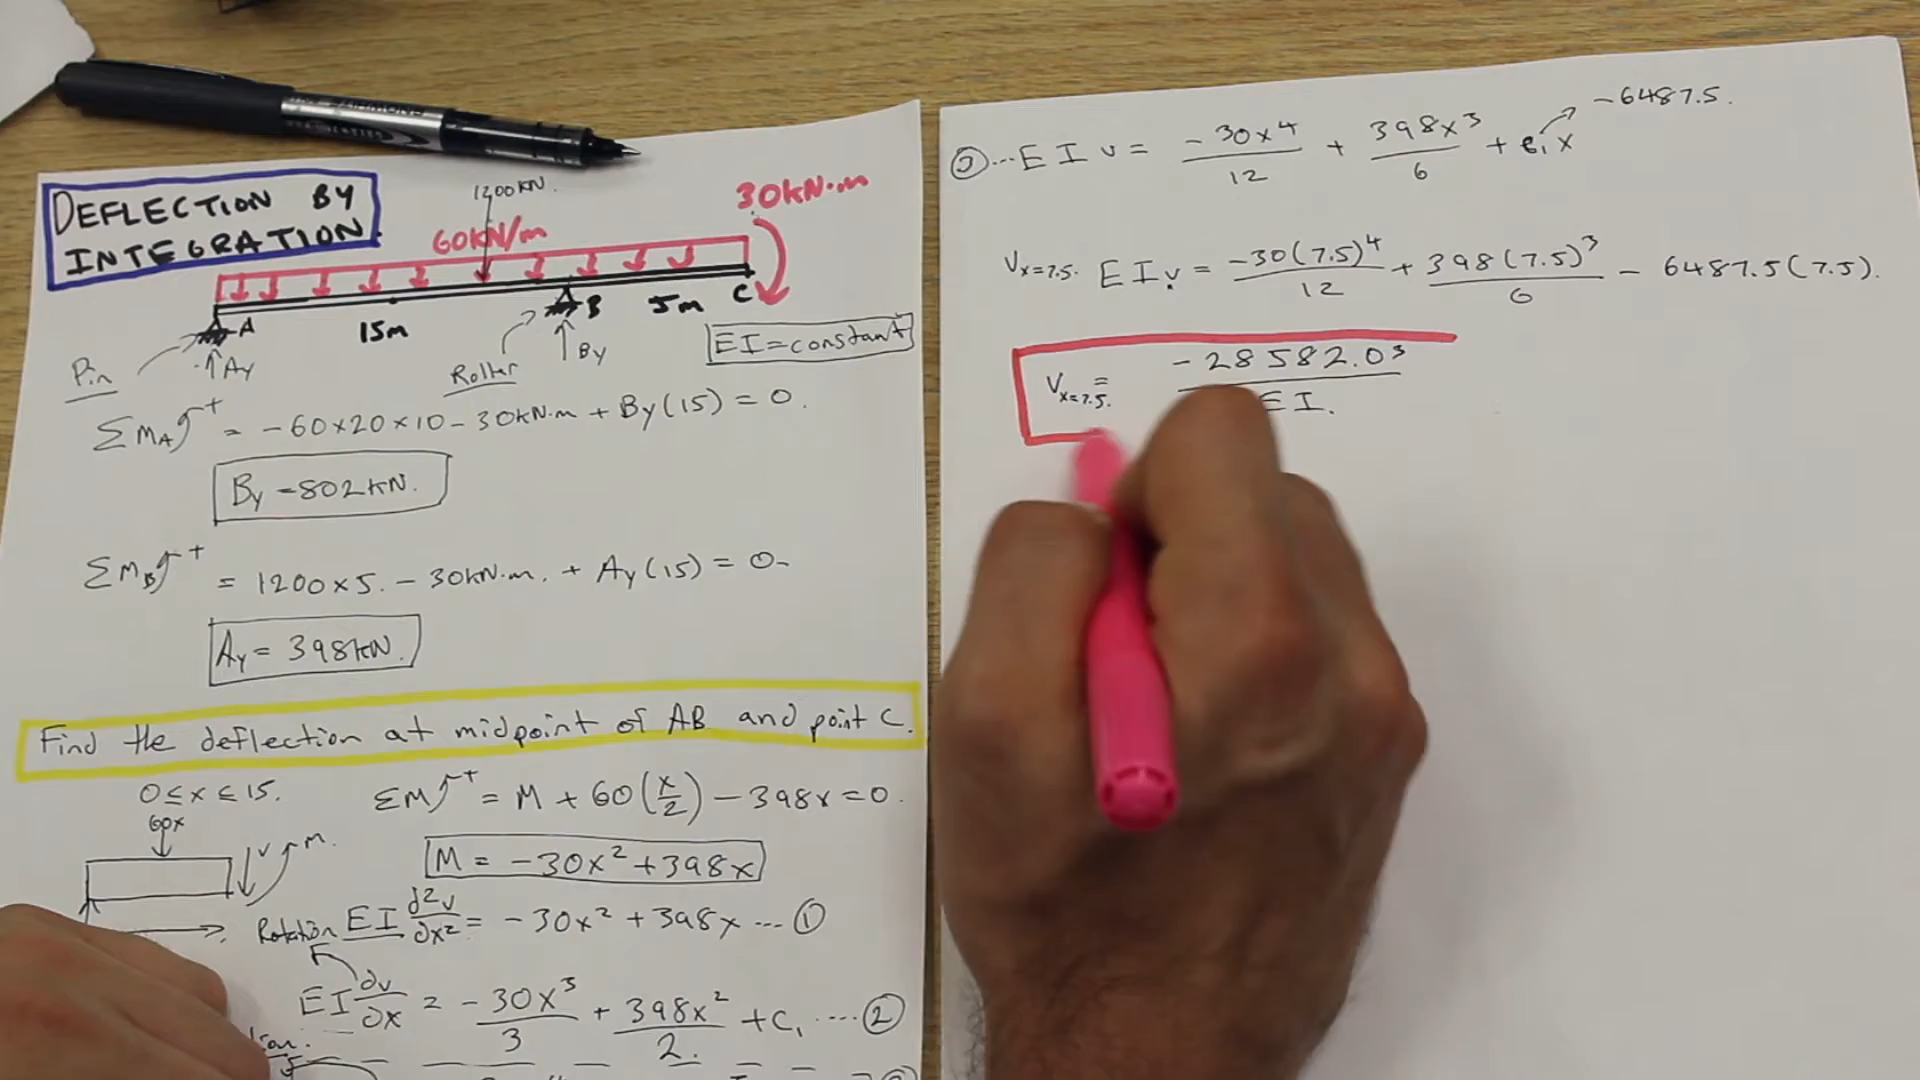 DEFLECTION BY
INTEGRATION.
1200KN.
60KN/m
30KN·m
A
15m
B
5m
C
Pin
Ay
Roller
By
EI=constant
ΣMA + = -60x20x10-30KN·m + By(15) = 0.
By = 802KN.
ΣMB + = 1200x5. - 30KN·m. + Ay(15) = 0-
Ay = 398KN.
Find the deflection at midpoint of AB and point C.
0≤x≤15.
60x
V
M.
ΣM + = M + 60(x/2) - 398x = 0.
M = -30x² + 398x
Rotation EI d²v/dx² = -30x² + 398x ... ①
EI dv/dx = -30x³/3 + 398x²/2. + C₁ .... ②
③...EIv = -30x⁴/12 + 398x³/6 + C₁x
-6487.5.
Vx=7.5. EIv = -30(7.5)⁴/12 + 398(7.5)³/6 - 6487.5(7.5).
Vx=7.5. = -28582.03/EI.